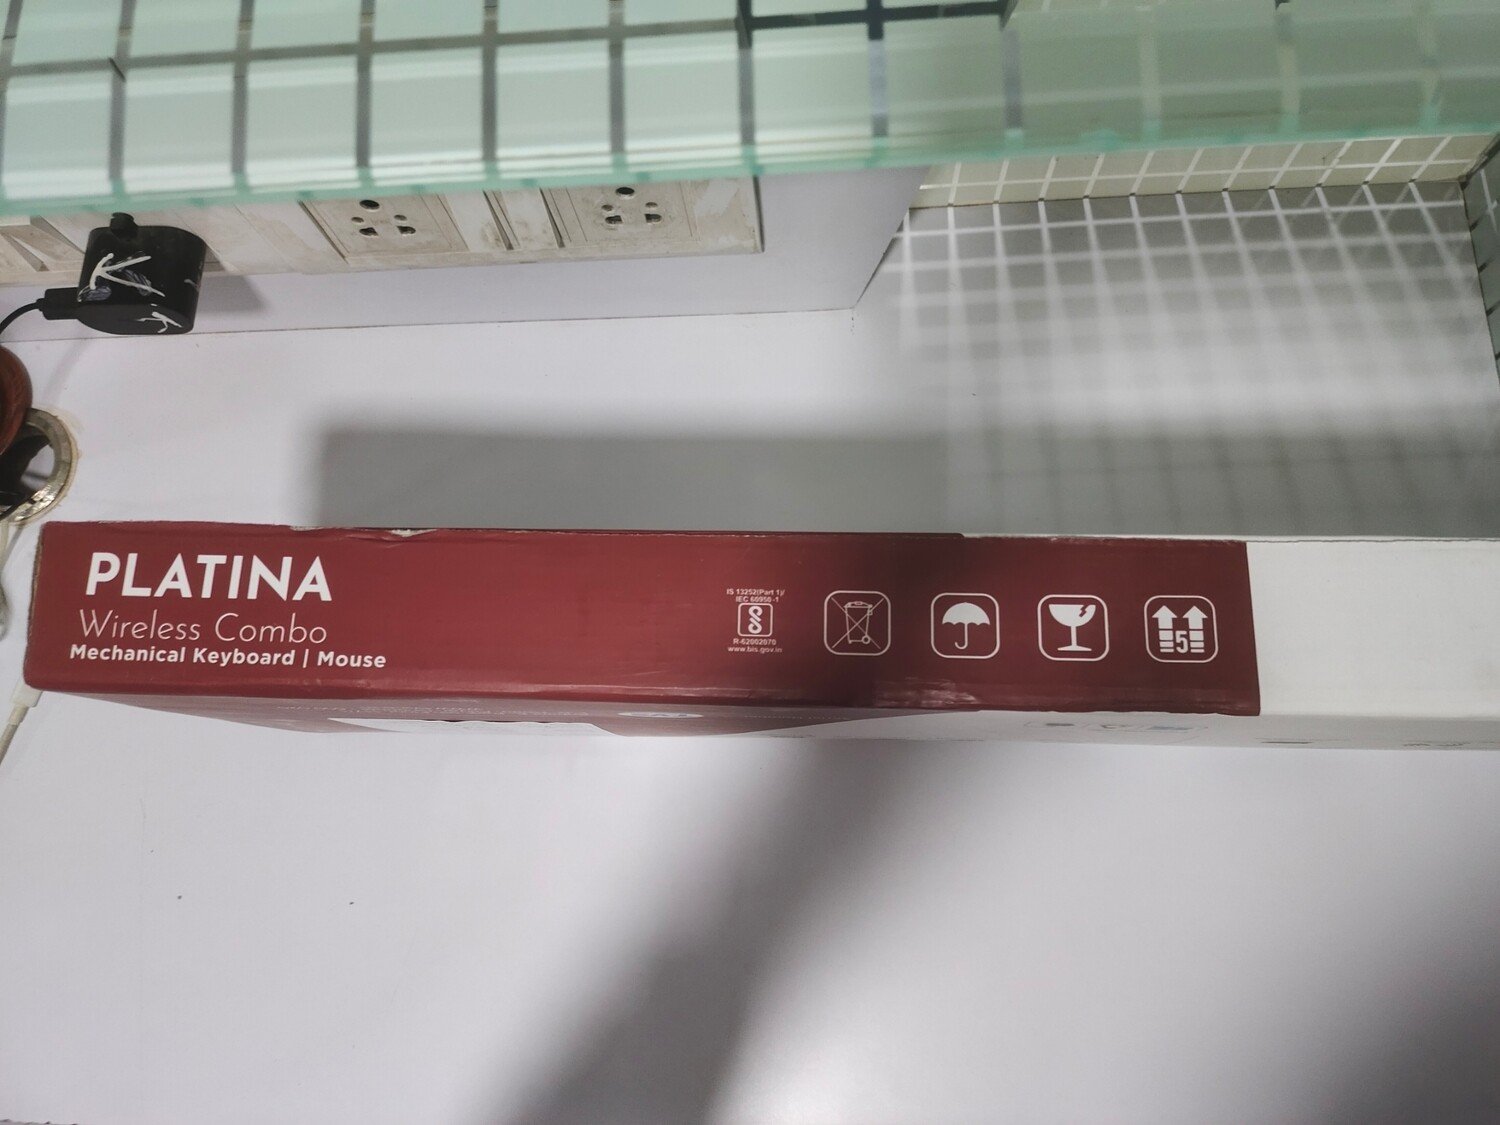 PLATINA
Wireless Combo
Mechanical Keyboard | Mouse
IS 13252(Part 1)/
IEC 60950-1
R-62002070
www.bis.gov.in
5